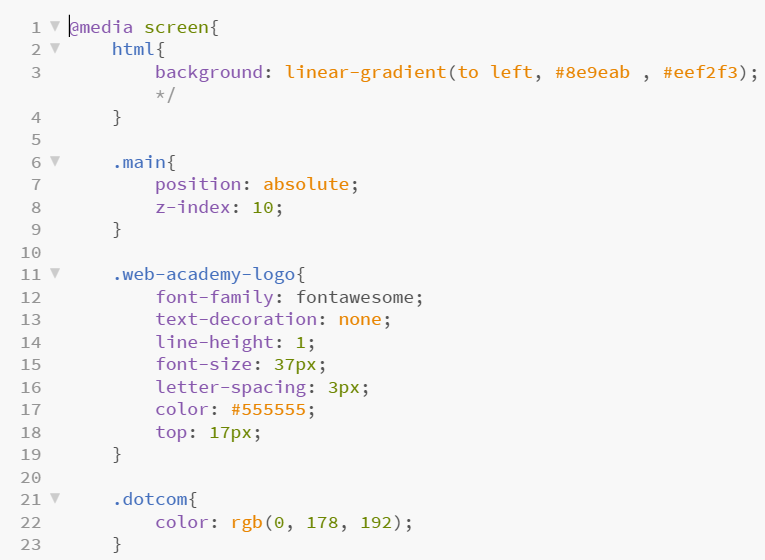 1 @media screen{
2 html{
3 background: linear-gradient(to left, #8e9eab , #eef2f3);
*/
4 }
5
6 .main{
7 position: absolute;
8 z-index: 10;
9 }
10
11 .web-academy-logo{
12 font-family: fontawesome;
13 text-decoration: none;
14 line-height: 1;
15 font-size: 37px;
16 letter-spacing: 3px;
17 color: #555555;
18 top: 17px;
19 }
20
21 .dotcom{
22 color: rgb(0, 178, 192);
23 }